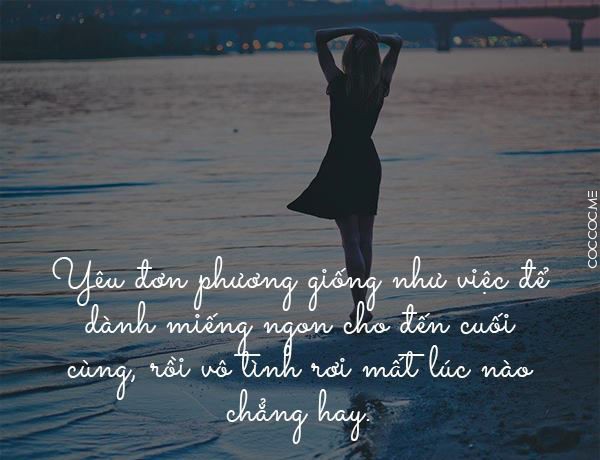 Yêu đơn phương giống như việc để
dành miếng ngon cho đến cuối
cùng, rồi vô tình rơi mất lúc nào
chẳng hay.
COCCOC.ME